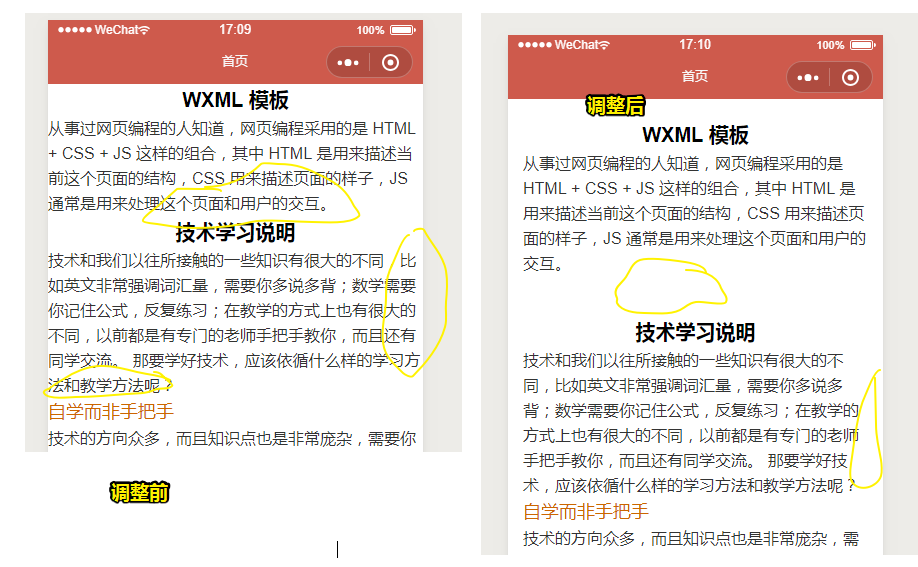 ●●●●● WeChat 17:09 100%
首页
WXML 模板
从事过网页编程的人知道，网页编程采用的是 HTML
+ CSS + JS 这样的组合，其中 HTML 是用来描述当
前这个页面的结构，CSS 用来描述页面的样子，JS
通常是用来处理这个页面和用户的交互。
技术学习说明
技术和我们以往所接触的一些知识有很大的不同，比
如英文非常强调词汇量，需要你多说多背；数学需要
你记住公式，反复练习；在教学的方式上也有很大的
不同，以前都是有专门的老师手把手教你，而且还有
同学交流。 那要学好技术，应该依循什么样的学习方
法和教学方法呢？
自学而非手把手
技术的方向众多，而且知识点也是非常庞杂，需要你
调整前
●●●●● WeChat 17:10 100%
首页
调整后
WXML 模板
从事过网页编程的人知道，网页编程采用的是
HTML + CSS + JS 这样的组合，其中 HTML 是
用来描述当前这个页面的结构，CSS 用来描述页
面的样子，JS 通常是用来处理这个页面和用户的
交互。
技术学习说明
技术和我们以往所接触的一些知识有很大的不
同，比如英文非常强调词汇量，需要你多说多
背；数学需要你记住公式，反复练习；在教学的
方式上也有很大的不同，以前都是有专门的老师
手把手教你，而且还有同学交流。 那要学好技
术，应该依循什么样的学习方法和教学方法呢？
自学而非手把手
技术的方向众多，而且知识点也是非常庞杂，需